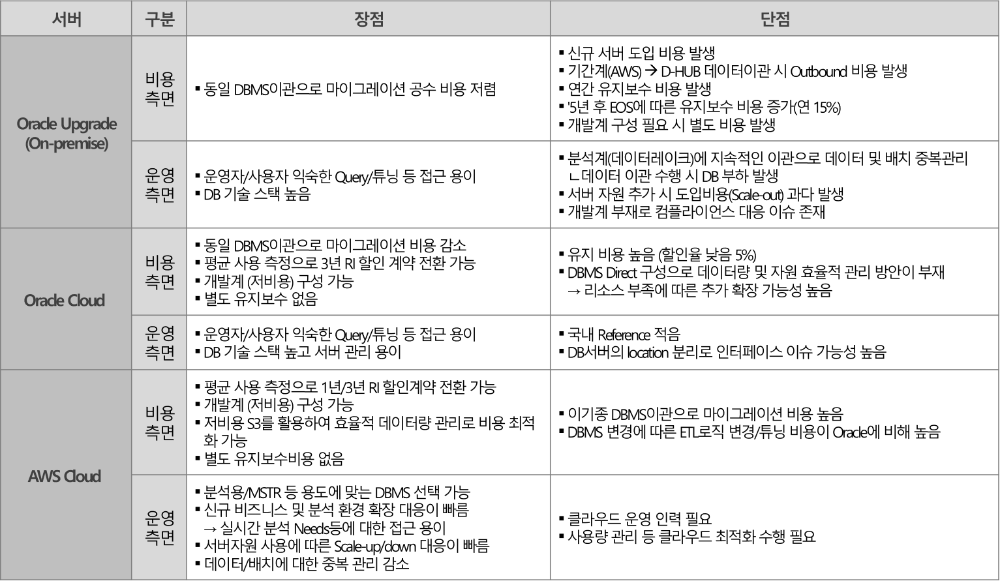 서버 구분 장점 단점
Oracle Upgrade
(On-premise)
비용
측면
▪ 동일 DBMS이관으로 마이그레이션 공수 비용 저렴
▪ 신규 서버 도입 비용 발생
▪ 기간계(AWS) → D-HUB 데이터이관 시 Outbound 비용 발생
▪ 연간 유지보수 비용 발생
▪ '5년 후 EOS에 따른 유지보수 비용 증가(연 15%)
▪ 개발계 구성 필요 시 별도 비용 발생
운영
측면
▪ 운영자/사용자 익숙한 Query/튜닝 등 접근 용이
▪ DB 기술 스택 높음
▪ 분석계(데이터레이크)에 지속적인 이관으로 데이터 및 배치 중복관리
ㄴ데이터 이관 수행 시 DB 부하 발생
▪ 서버 자원 추가 시 도입비용(Scale-out) 과다 발생
▪ 개발계 부재로 컴플라이언스 대응 이슈 존재
Oracle Cloud
비용
측면
▪ 동일 DBMS이관으로 마이그레이션 비용 감소
▪ 평균 사용 측정으로 3년 RI 할인 계약 전환 가능
▪ 개발계 (저비용) 구성 가능
▪ 별도 유지보수 없음
▪ 유지 비용 높음 (할인율 낮음 5%)
▪ DBMS Direct 구성으로 데이터량 및 자원 효율적 관리 방안이 부재
→ 리소스 부족에 따른 추가 확장 가능성 높음
운영
측면
▪ 운영자/사용자 익숙한 Query/튜닝 등 접근 용이
▪ DB 기술 스택 높고 서버 관리 용이
▪ 국내 Reference 적음
▪ DB서버의 location 분리로 인터페이스 이슈 가능성 높음
AWS Cloud
비용
측면
▪ 평균 사용 측정으로 1년/3년 RI 할인계약 전환 가능
▪ 개발계 (저비용) 구성 가능
▪ 저비용 S3를 활용하여 효율적 데이터량 관리로 비용 최적
화 가능
▪ 별도 유지보수비용 없음
▪ 이기종 DBMS이관으로 마이그레이션 비용 높음
▪ DBMS 변경에 따른 ETL로직 변경/튜닝 비용이 Oracle에 비해 높음
운영
측면
▪ 분석용/MSTR 등 용도에 맞는 DBMS 선택 가능
▪ 신규 비즈니스 및 분석 환경 확장 대응이 빠름
→ 실시간 분석 Needs등에 대한 접근 용이
▪ 서버자원 사용에 따른 Scale-up/down 대응이 빠름
▪ 데이터/배치에 대한 중복 관리 감소
▪ 클라우드 운영 인력 필요
▪ 사용량 관리 등 클라우드 최적화 수행 필요